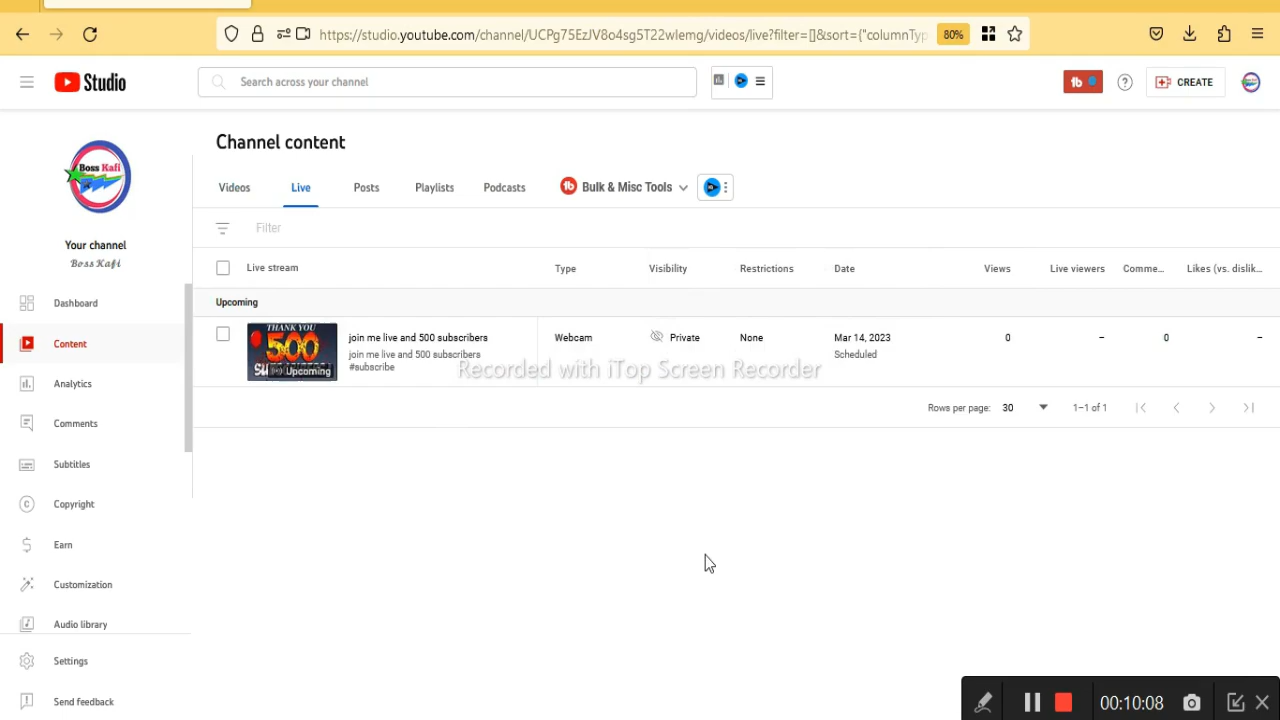 https://studio.youtube.com/channel/UCPg75EzJV8o4sg5T22wIemg/videos/live?filter=[]&sort={"columnTyp
80%
Studio
Search across your channel
tb
CREATE
Channel content
Boss Kafi
Videos
Live
Posts
Playlists
Podcasts
tb
Bulk & Misc Tools
Filter
Your channel
Boss Kafi
Live stream
Type
Visibility
Restrictions
Date
Views
Live viewers
Comme...
Likes (vs. dislik...
Upcoming
THANK YOU
500
Upcoming
join me live and 500 subscribers
join me live and 500 subscribers
#subscribe
Webcam
Private
None
Mar 14, 2023
Scheduled
0
–
0
–
Recorded with iTop Screen Recorder
Rows per page: 30
1–1 of 1
Dashboard
Content
Analytics
Comments
Subtitles
Copyright
Earn
Customization
Audio library
Settings
Send feedback
00:10:08